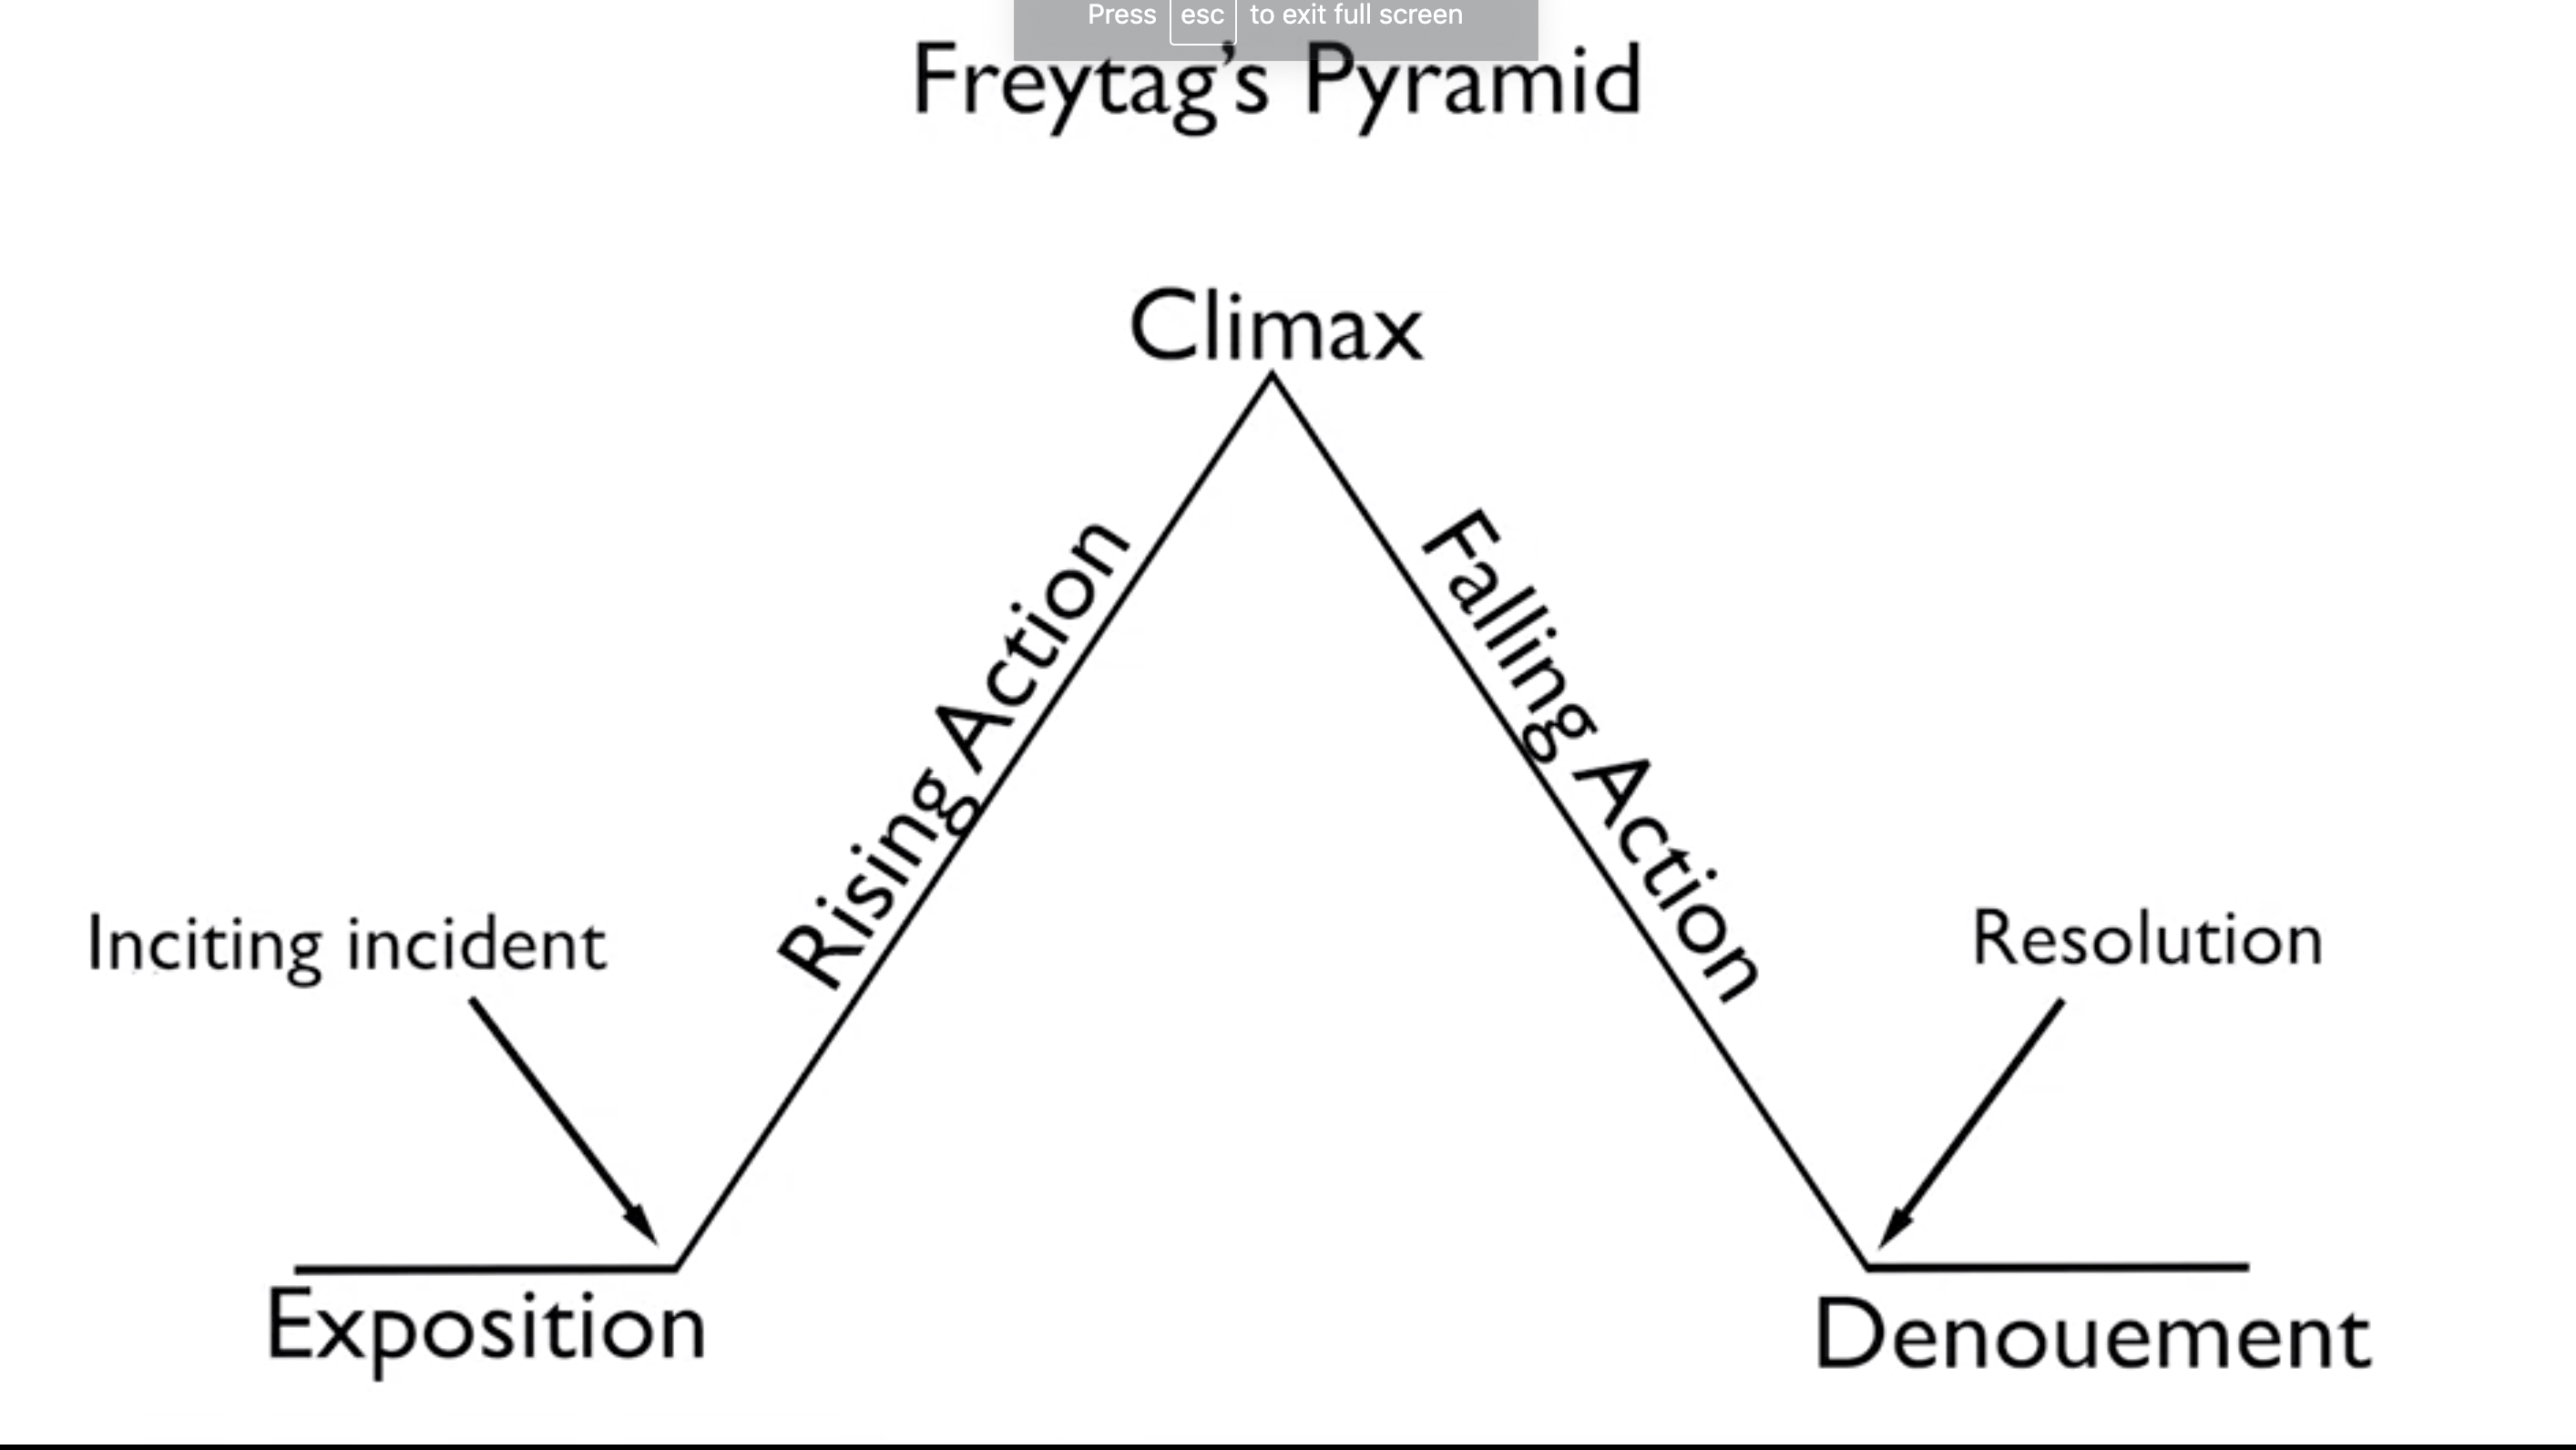 Press esc to exit full screen
Freytag’s Pyramid
Climax
Rising Action
Falling Action
Inciting incident
Resolution
Exposition
Denouement